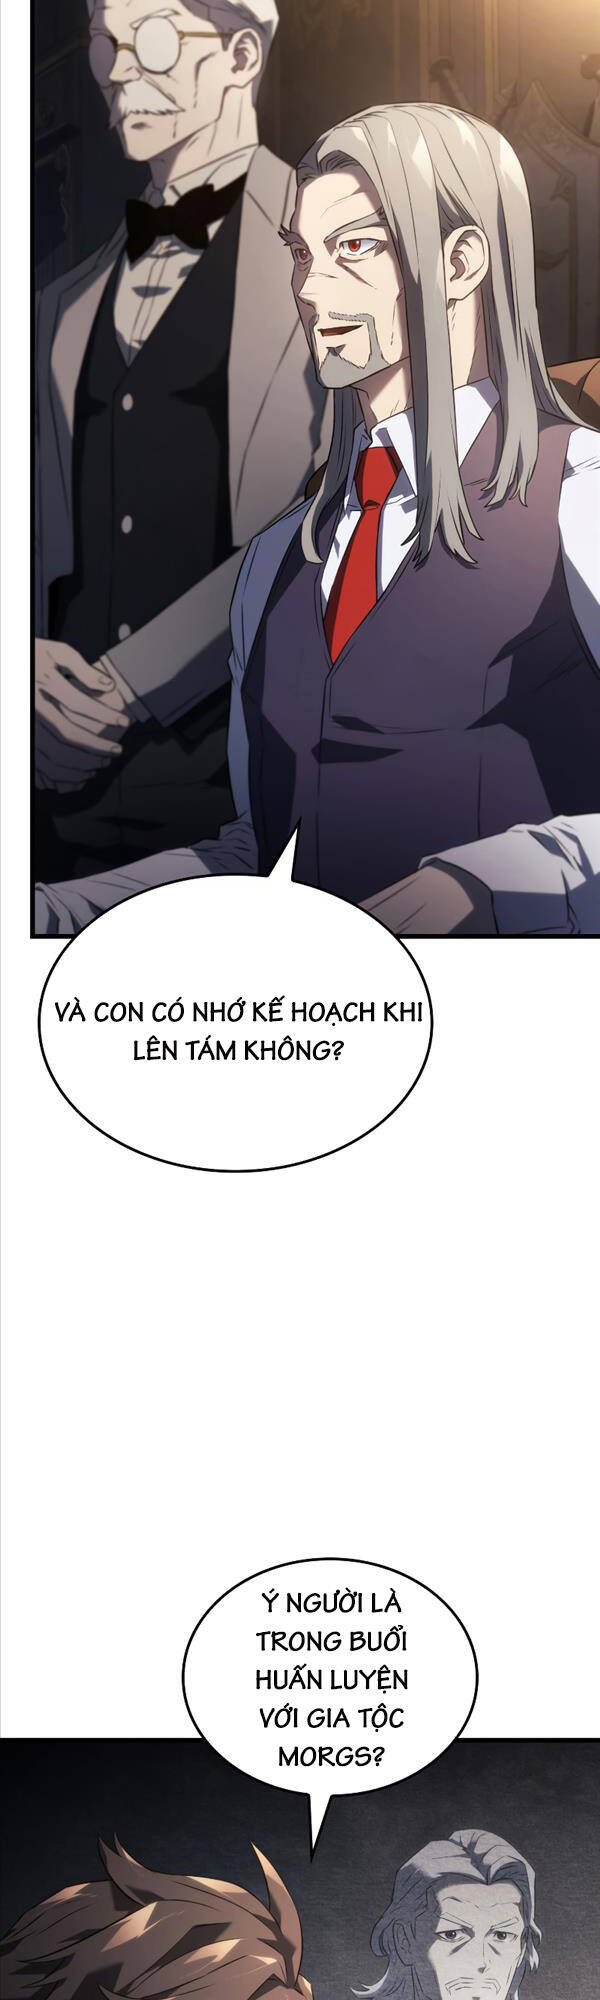 VÀ CON CÓ NHỚ KẾ HOẠCH KHI
LÊN TÁM KHÔNG?
Ý NGƯỜI LÀ
TRONG BUỔI
HUẤN LUYỆN
VỚI GIA TỘC
MORGS?